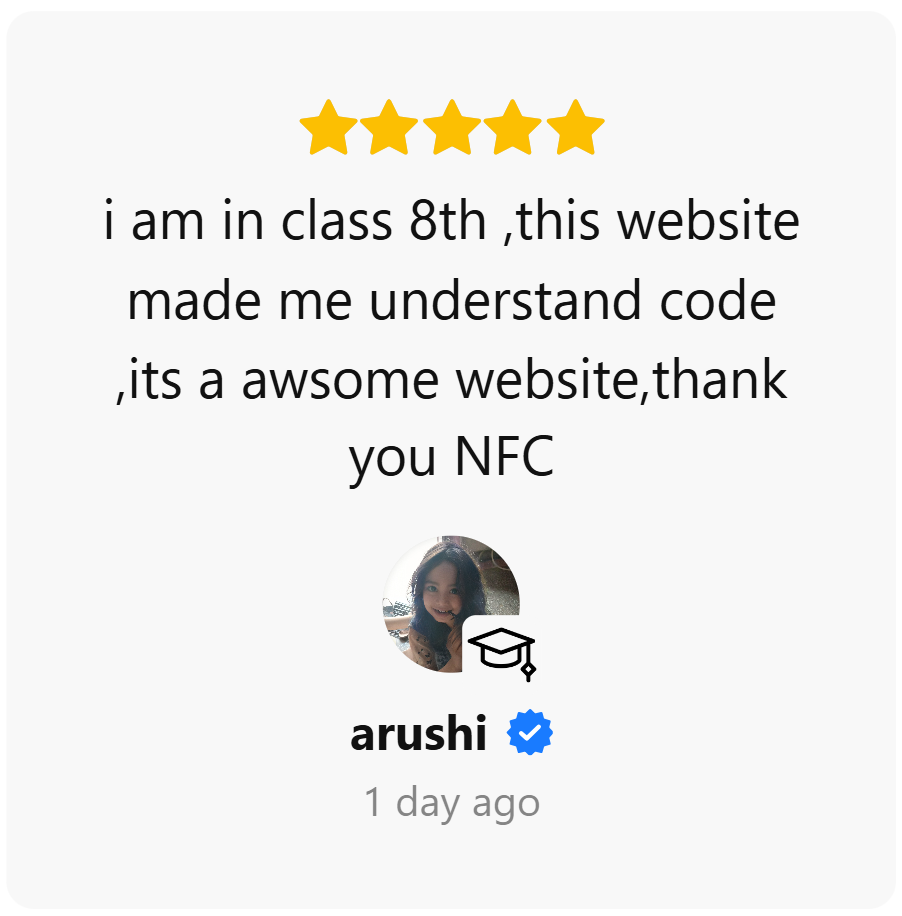 i am in class 8th ,this website
made me understand code
,its a awsome website,thank
you NFC
arushi
1 day ago